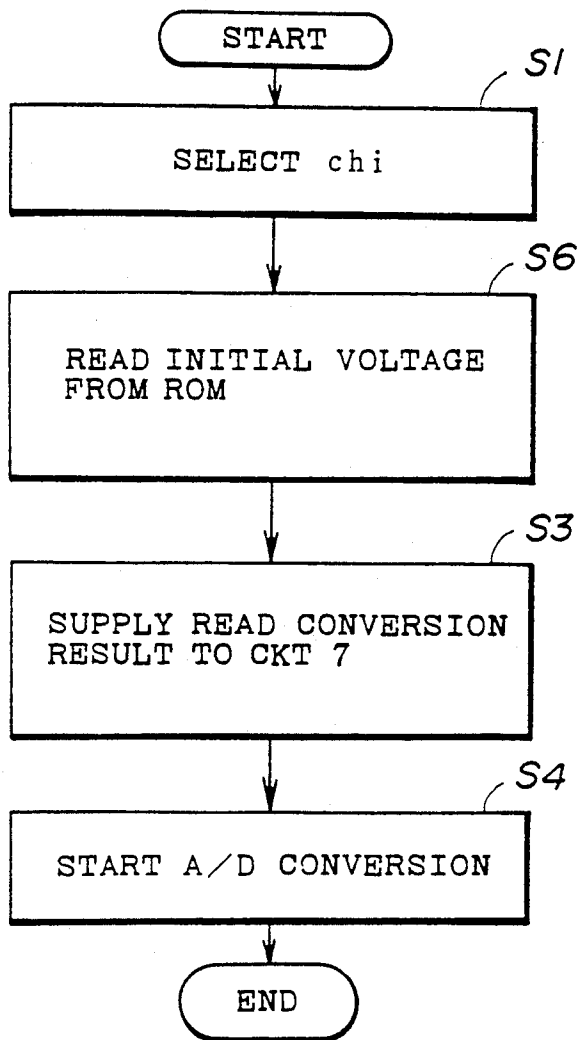 START
S1
SELECT chi
S6
READ INITIAL VOLTAGE
FROM ROM
S3
SUPPLY READ CONVERSION
RESULT TO CKT 7
S4
START A/D CONVERSION
END